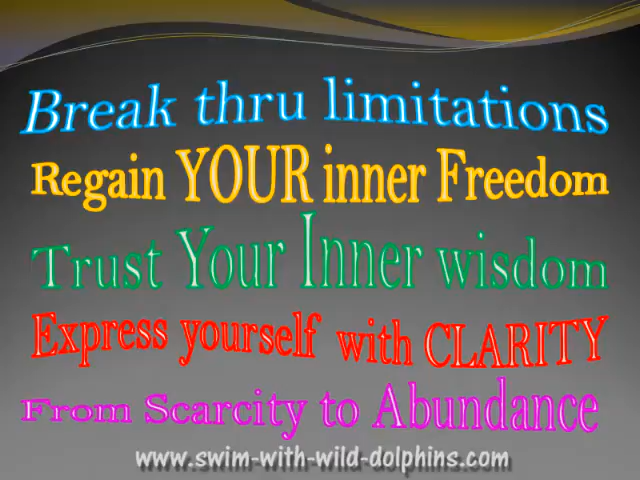 Break thru limitations
Regain YOUR inner Freedom
Trust Your Inner wisdom
Express yourself with CLARITY
From Scarcity to Abundance
www.swim-with-wild-dolphins.com